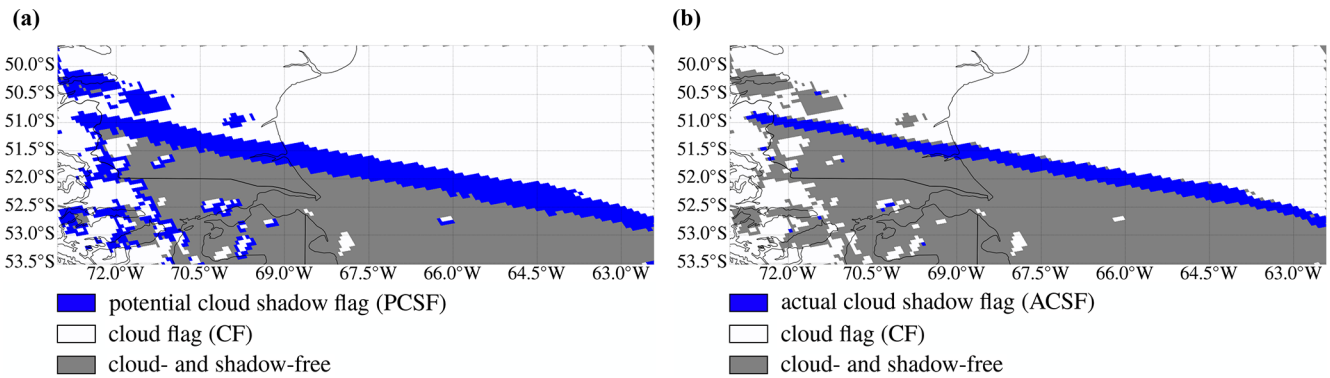 (a)
(b)
50.0°S
50.5°S
51.0°S
51.5°S
52.0°S
52.5°S
53.0°S
53.5°S
72.0°W 70.5°W 69.0°W 67.5°W 66.0°W 64.5°W 63.0°W
potential cloud shadow flag (PCSF)
cloud flag (CF)
cloud- and shadow-free
50.0°S
50.5°S
51.0°S
51.5°S
52.0°S
52.5°S
53.0°S
53.5°S
72.0°W 70.5°W 69.0°W 67.5°W 66.0°W 64.5°W 63.0°W
actual cloud shadow flag (ACSF)
cloud flag (CF)
cloud- and shadow-free